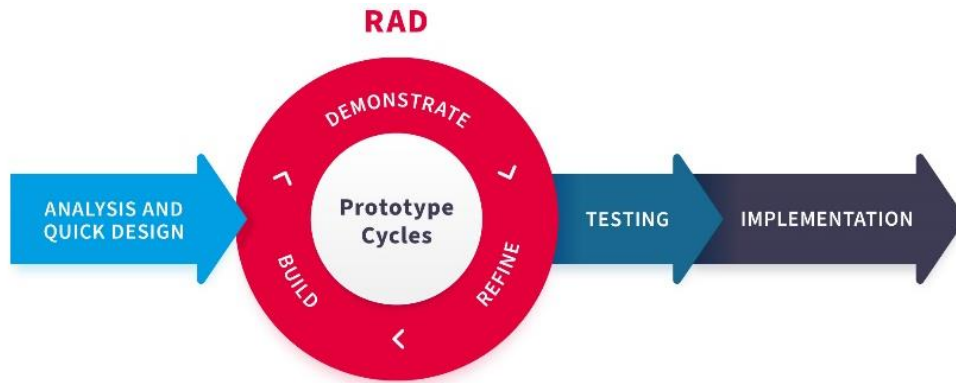 RAD
ANALYSIS AND
QUICK DESIGN
DEMONSTRATE
BUILD
Prototype
Cycles
REFINE
TESTING
IMPLEMENTATION